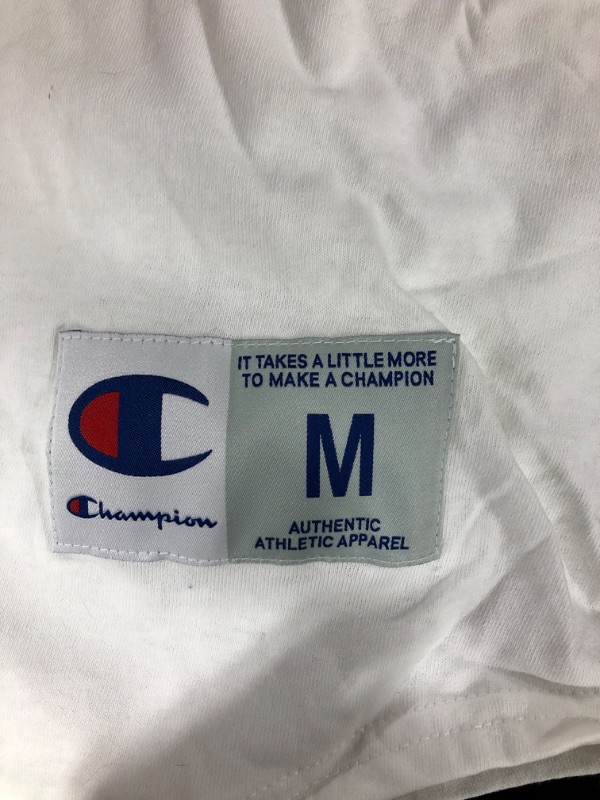 Champion
IT TAKES A LITTLE MORE
TO MAKE A CHAMPION
M
AUTHENTIC
ATHLETIC APPAREL